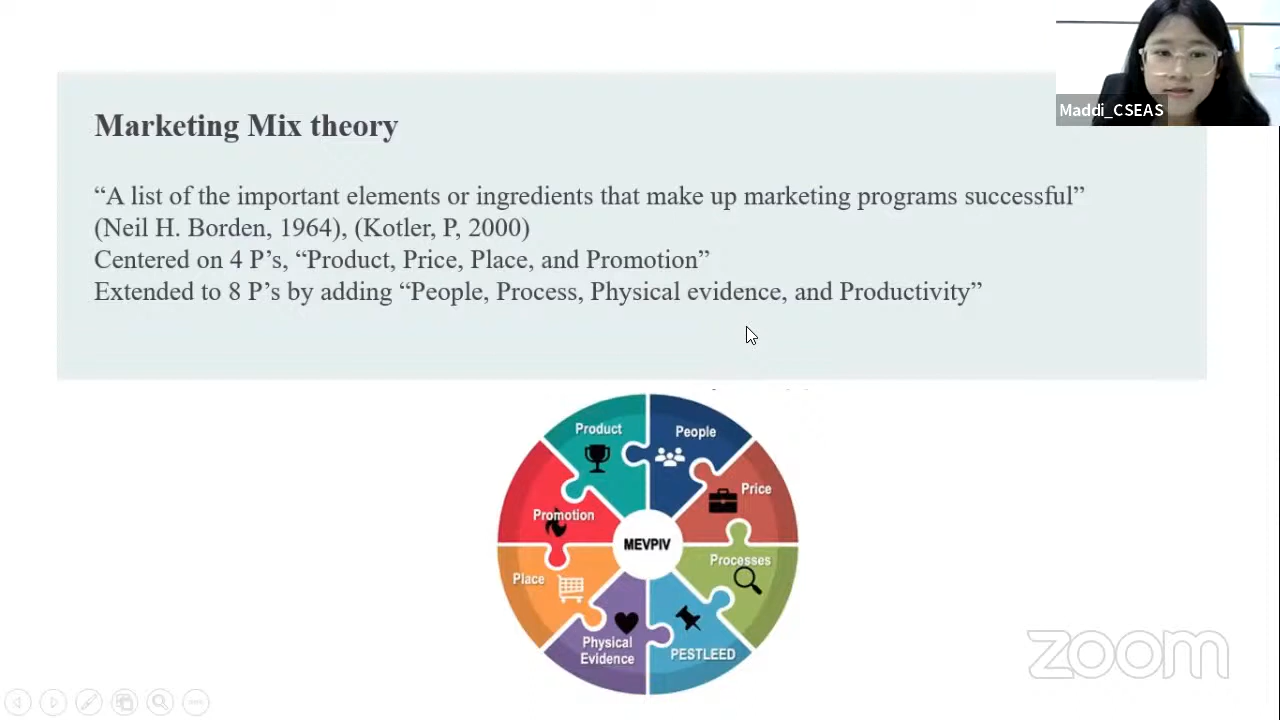 Maddi_CSEAS
Marketing Mix theory
“A list of the important elements or ingredients that make up marketing programs successful”
(Neil H. Borden, 1964), (Kotler, P, 2000)
Centered on 4 P’s, “Product, Price, Place, and Promotion”
Extended to 8 P’s by adding “People, Process, Physical evidence, and Productivity”
Product
People
Price
Promotion
MEVPIV
Processes
Place
Physical
Evidence
PESTLEED
zoom